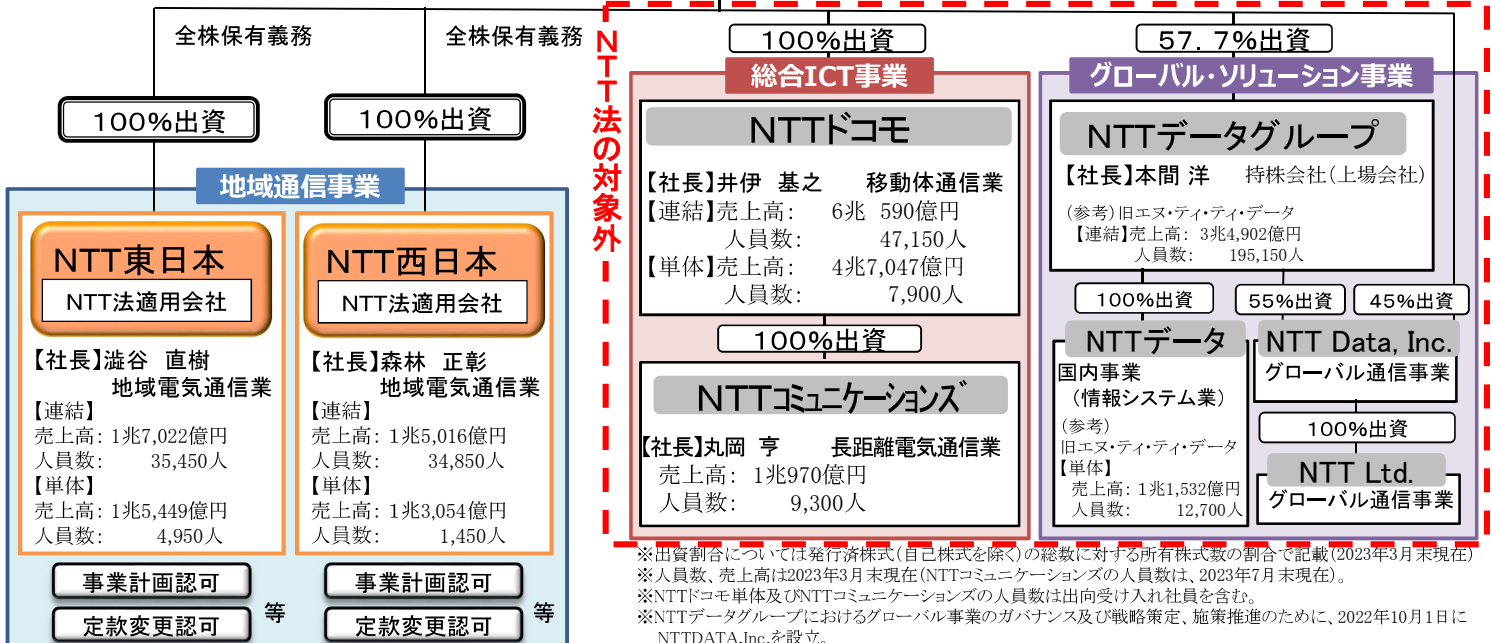 全株保有義務
全株保有義務
100%出資
100%出資
地域通信事業
NTT東日本
NTT法適用会社
【社長】澁谷 直樹
地域電気通信業
【連結】
売上高: 1兆7,022億円
人員数: 35,450人
【単体】
売上高: 1兆5,449億円
人員数: 4,950人
事業計画認可
定款変更認可
等
NTT西日本
NTT法適用会社
【社長】森林 正彰
地域電気通信業
【連結】
売上高: 1兆5,016億円
人員数: 34,850人
【単体】
売上高: 1兆3,054億円
人員数: 1,450人
事業計画認可
定款変更認可
等
NTT法の対象外
100%出資
総合ICT事業
NTTドコモ
【社長】井伊 基之 移動体通信業
【連結】売上高: 6兆 590億円
人員数: 47,150人
【単体】売上高: 4兆7,047億円
人員数: 7,900人
100%出資
NTTコミュニケーションズ
【社長】丸岡 亨 長距離電気通信業
売上高: 1兆970億円
人員数: 9,300人
57.7%出資
グローバル・ソリューション事業
NTTデータグループ
【社長】本間 洋 持株会社(上場会社)
(参考)旧エヌ・ティ・ティ・データ
【連結】売上高: 3兆4,902億円
人員数: 195,150人
100%出資
55%出資
45%出資
NTTデータ
国内事業
(情報システム業)
(参考)
旧エヌ・ティ・ティ・データ
【単体】
売上高: 1兆1,532億円
人員数: 12,700人
NTT Data, Inc.
グローバル通信事業
100%出資
NTT Ltd.
グローバル通信事業
※出資割合については発行済株式(自己株式を除く)の総数に対する所有株式数の割合で記載(2023年3月末現在)
※人員数、売上高は2023年3月末現在(NTTコミュニケーションズの人員数は、2023年7月末現在)。
※NTTドコモ単体及びNTTコミュニケーションズの人員数は出向受け入れ社員を含む。
※NTTデータグループにおけるグローバル事業のガバナンス及び戦略策定、施策推進のために、2022年10月1日に
NTTDATA,Inc.を設立。